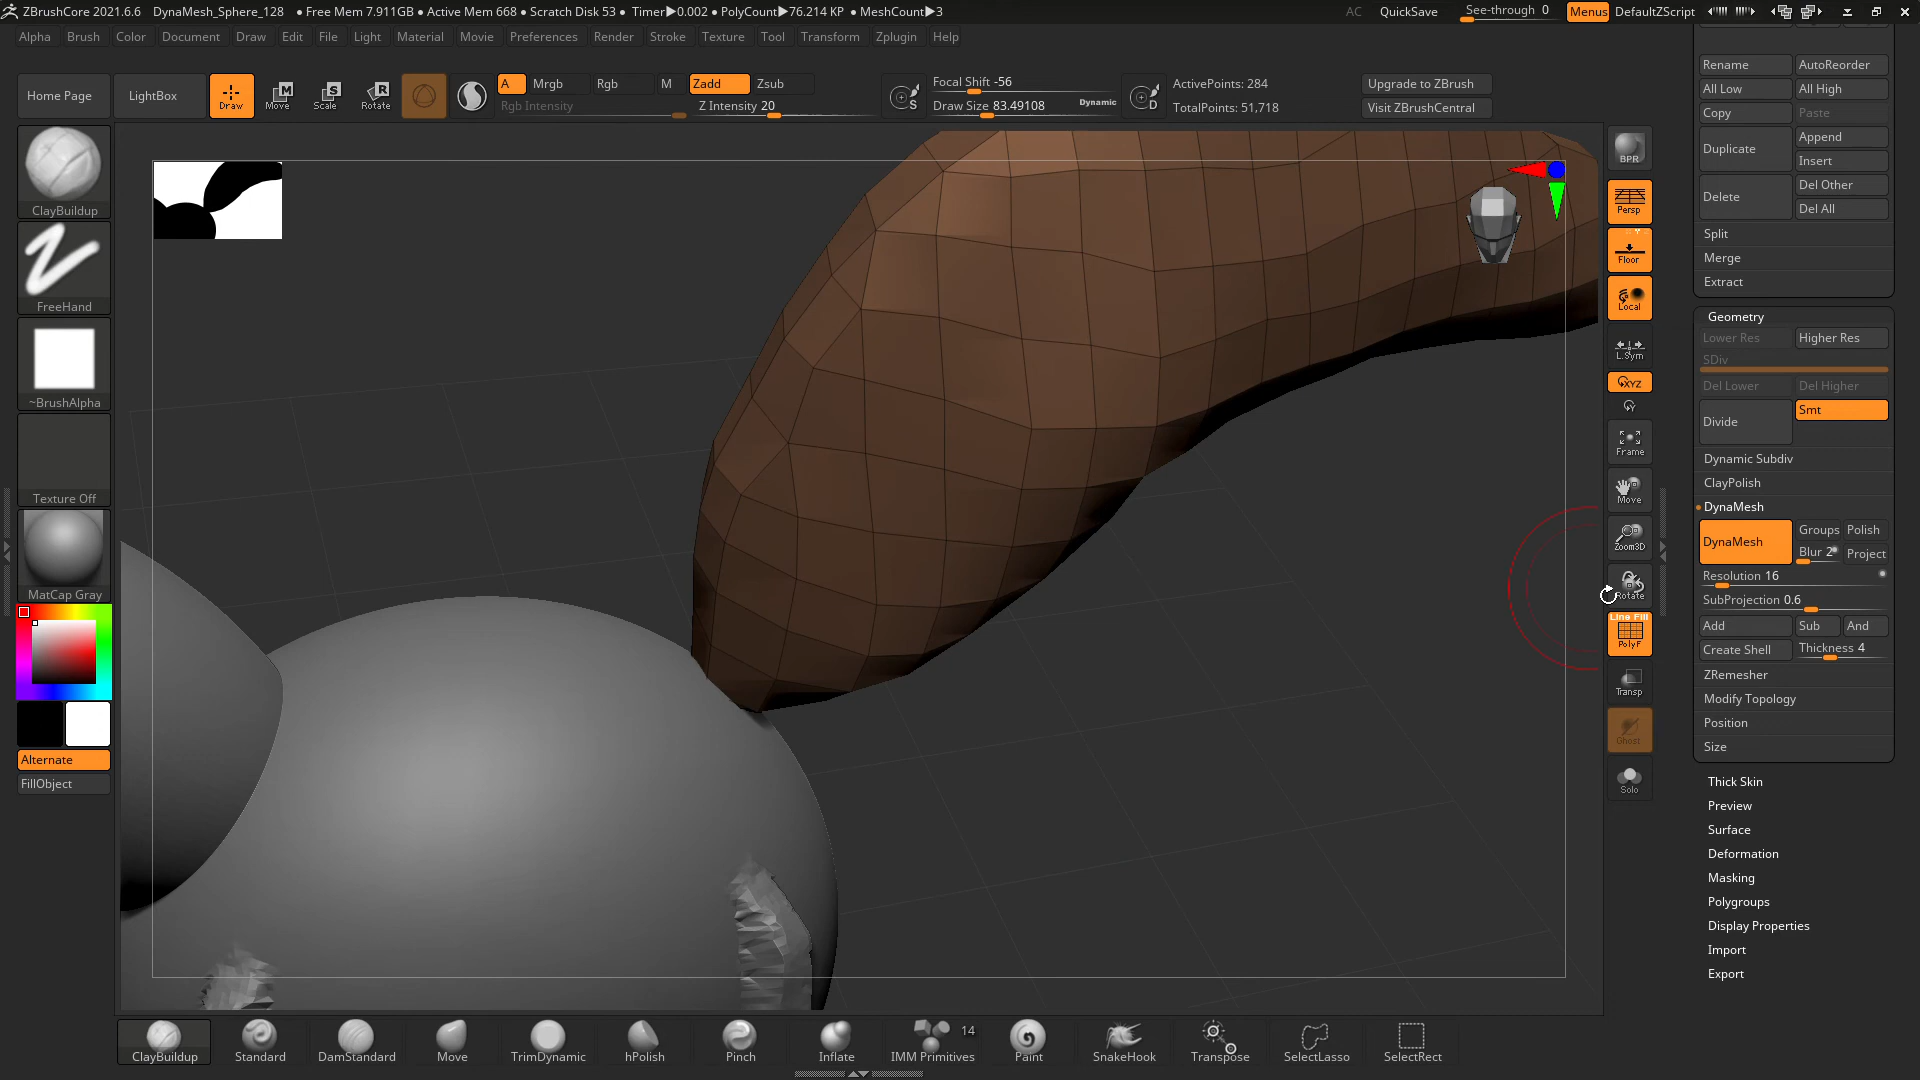 ZBrushCore 2021.6.6 DynaMesh_Sphere_128 ● Free Mem 7.911GB ● Active Mem 668 ● Scratch Disk 53 ● Timer▶0.002 ● PolyCount▶76.214 KP ● MeshCount▶3 AC QuickSave See-through 0 Menus DefaultZScript
Alpha Brush Color Document Draw Edit File Light Material Movie Preferences Render Stroke Texture Tool Transform Zplugin Help
Home Page LightBox Draw Move Scale Rotate
M S R
A Mrgb Rgb M Zadd Zsub
Rgb Intensity Z Intensity 20
S Focal Shift -56
Draw Size 83.49108 Dynamic D
ActivePoints: 284
TotalPoints: 51,718
Upgrade to ZBrush
Visit ZBrushCentral
ClayBuildup
FreeHand
~BrushAlpha
Texture Off
MatCap Gray
Alternate
FillObject
BPR
Persp
Floor
Local
L.Sym
XYZ
Y
Frame
Move
Zoom3D
Rotate
Line Fill
PolyF
Transp
Ghost
Solo
Rename AutoReorder
All Low All High
Copy Paste
Duplicate Append
Insert
Delete Del Other
Del All
Split
Merge
Extract
Geometry
Lower Res Higher Res
SDiv
Del Lower Del Higher
Divide Smt
Dynamic Subdiv
ClayPolish
DynaMesh
DynaMesh Groups Polish
Blur 2 Project
Resolution 16
SubProjection 0.6
Add Sub And
Create Shell Thickness 4
ZRemesher
Modify Topology
Position
Size
Thick Skin
Preview
Surface
Deformation
Masking
Polygroups
Display Properties
Import
Export
14
ClayBuildup Standard DamStandard Move TrimDynamic hPolish Pinch Inflate IMM Primitives Paint SnakeHook Transpose SelectLasso SelectRect